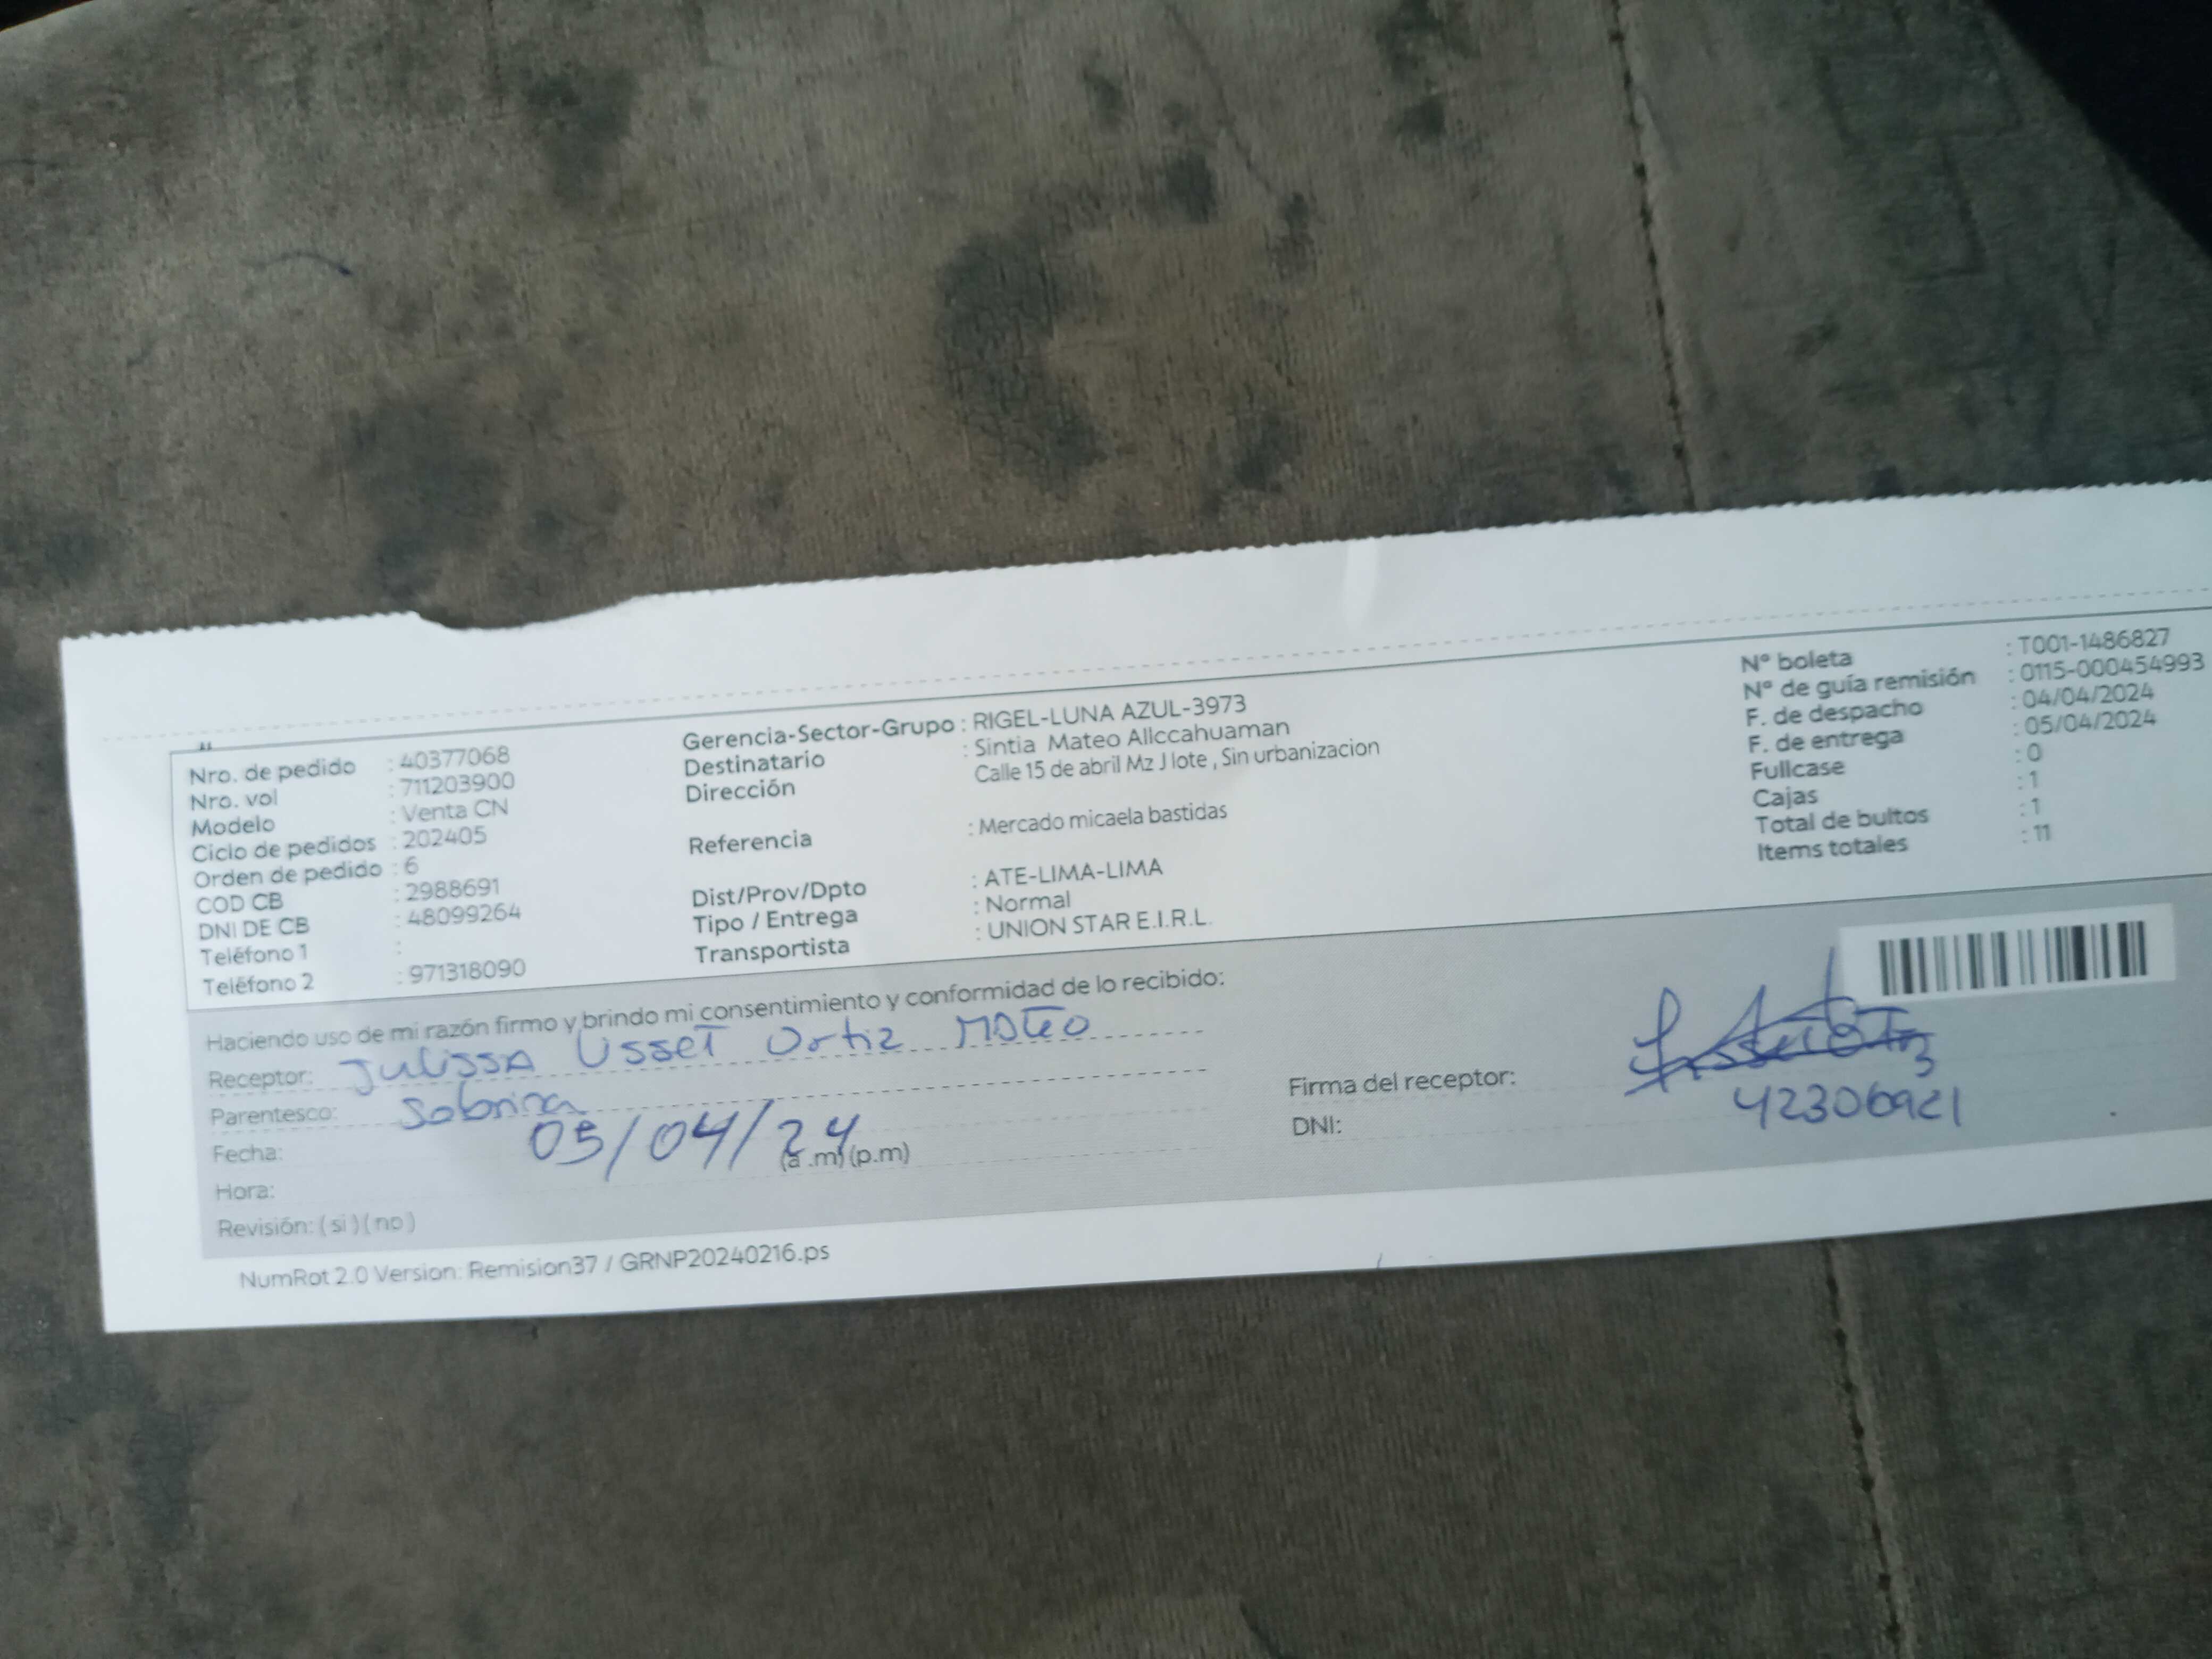 Nro. de pedido : 40377068
Nro. vol : 711203900
Modelo : Venta CN
Ciclo de pedidos : 202405
Orden de pedido : 6
COD CB : 2988691
DNI DE CB : 48099264
Teléfono 1 :
Teléfono 2 : 971318090
Gerencia-Sector-Grupo : RIGEL-LUNA AZUL-3973
Destinatario : Sintia Mateo Allccahuaman
Dirección Calle 15 de abril Mz J lote , Sin urbanizacion
Referencia : Mercado micaela bastidas
Dist/Prov/Dpto : ATE-LIMA-LIMA
Tipo / Entrega : Normal
Transportista : UNION STAR E.I.R.L.
N° boleta : T001-1486827
N° de guía remisión : 0115-000454993
F. de despacho : 04/04/2024
F. de entrega : 05/04/2024
Fullcase : 0
Cajas : 1
Total de bultos : 1
Items totales : 11
Haciendo uso de mi razón firmo y brindo mi consentimiento y conformidad de lo recibido:
Receptor: Julissa Lisset Ortiz Mateo
Parentesco: Sobrina
Fecha: 05/04/24
Hora: (a .m) (p.m)
Revisión: ( si ) ( no )
Firma del receptor:
DNI:
NumRot 2.0 Version: Remision37 / GRNP20240216.ps